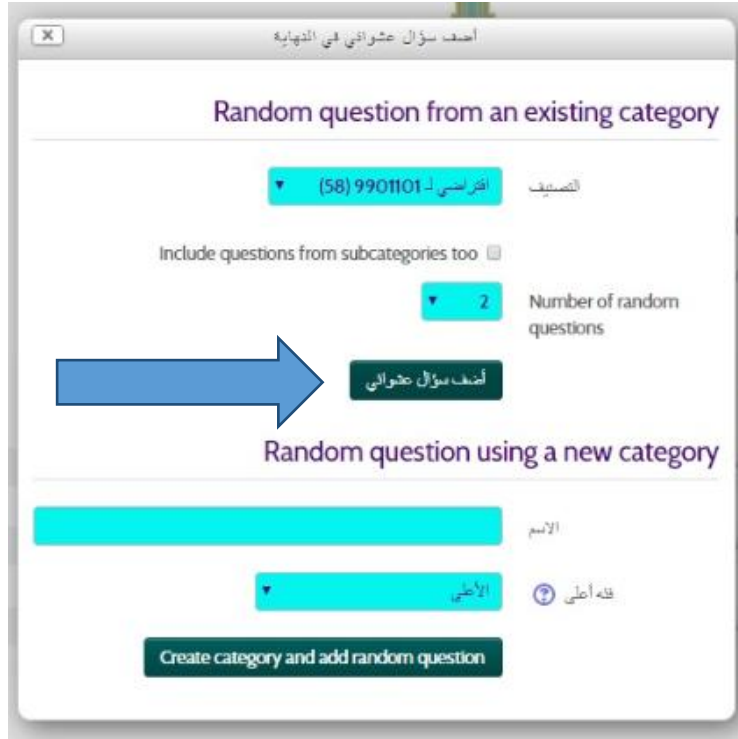 أضف سؤال عشوائي في النهاية
Random question from an existing category
التصنيف
افتراضي لـ 9901101 (58)
Include questions from subcategories too
Number of random
questions
2
أضف سؤال عشوائي
Random question using a new category
الاسم
فئه أعلى
الأعلى
Create category and add random question